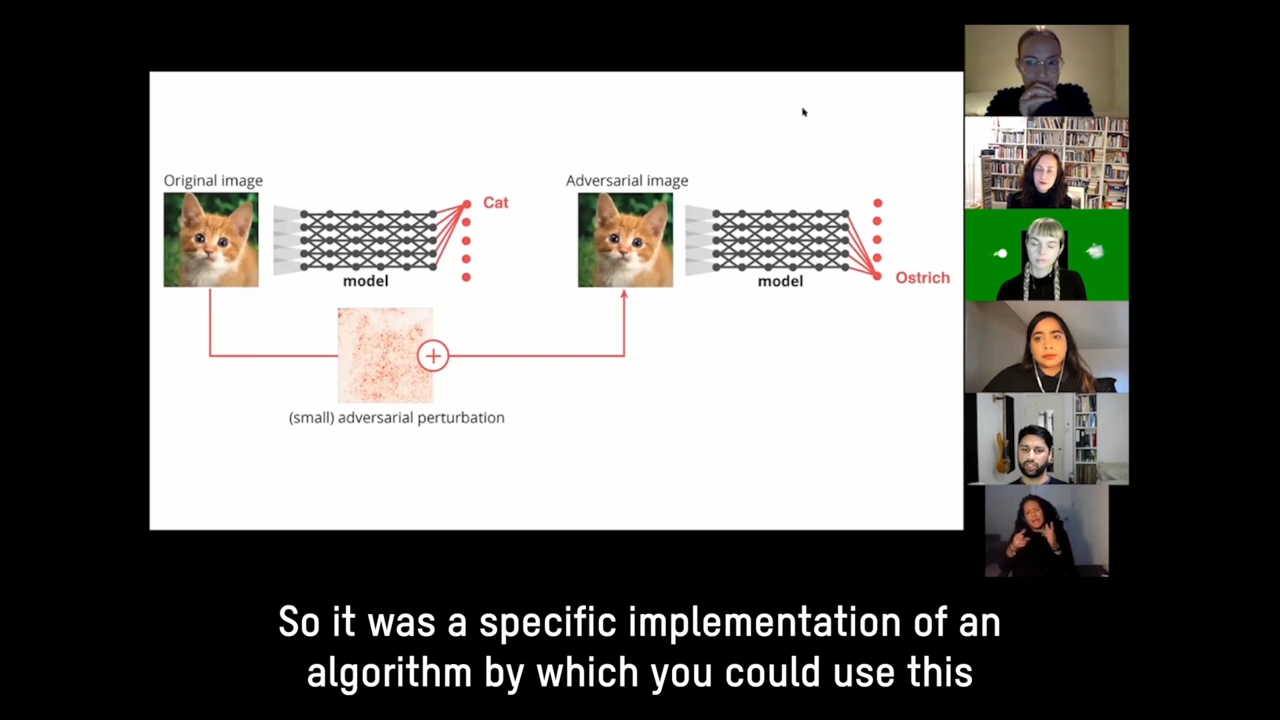 Original image
Adversarial image
Cat
Ostrich
model
model
(small) adversarial perturbation
So it was a specific implementation of an
algorithm by which you could use this